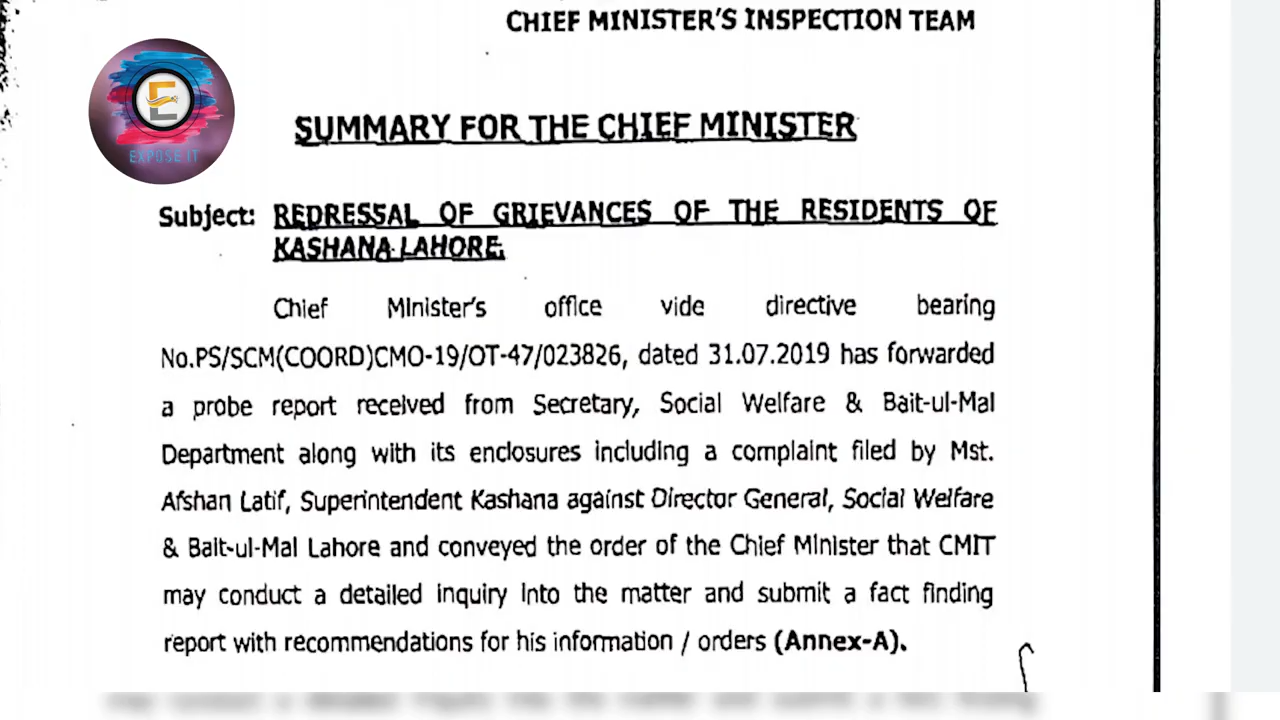 CHIEF MINISTER'S INSPECTION TEAM
E
EXPOSE IT
SUMMARY FOR THE CHIEF MINISTER
Subject: REDRESSAL OF GRIEVANCES OF THE RESIDENTS OF
KASHANA LAHORE.
Chief Minister's office vide directive bearing
No.PS/SCM(COORD)CMO-19/OT-47/023826, dated 31.07.2019 has forwarded
a probe report received from Secretary, Social Welfare & Bait-ul-Mal
Department along with its enclosures including a complaint filed by Mst.
Afshan Latif, Superintendent Kashana against Director General, Social Welfare
& Bait-ul-Mal Lahore and conveyed the order of the Chief Minister that CMIT
may conduct a detailed inquiry into the matter and submit a fact finding
report with recommendations for his information / orders (Annex-A).